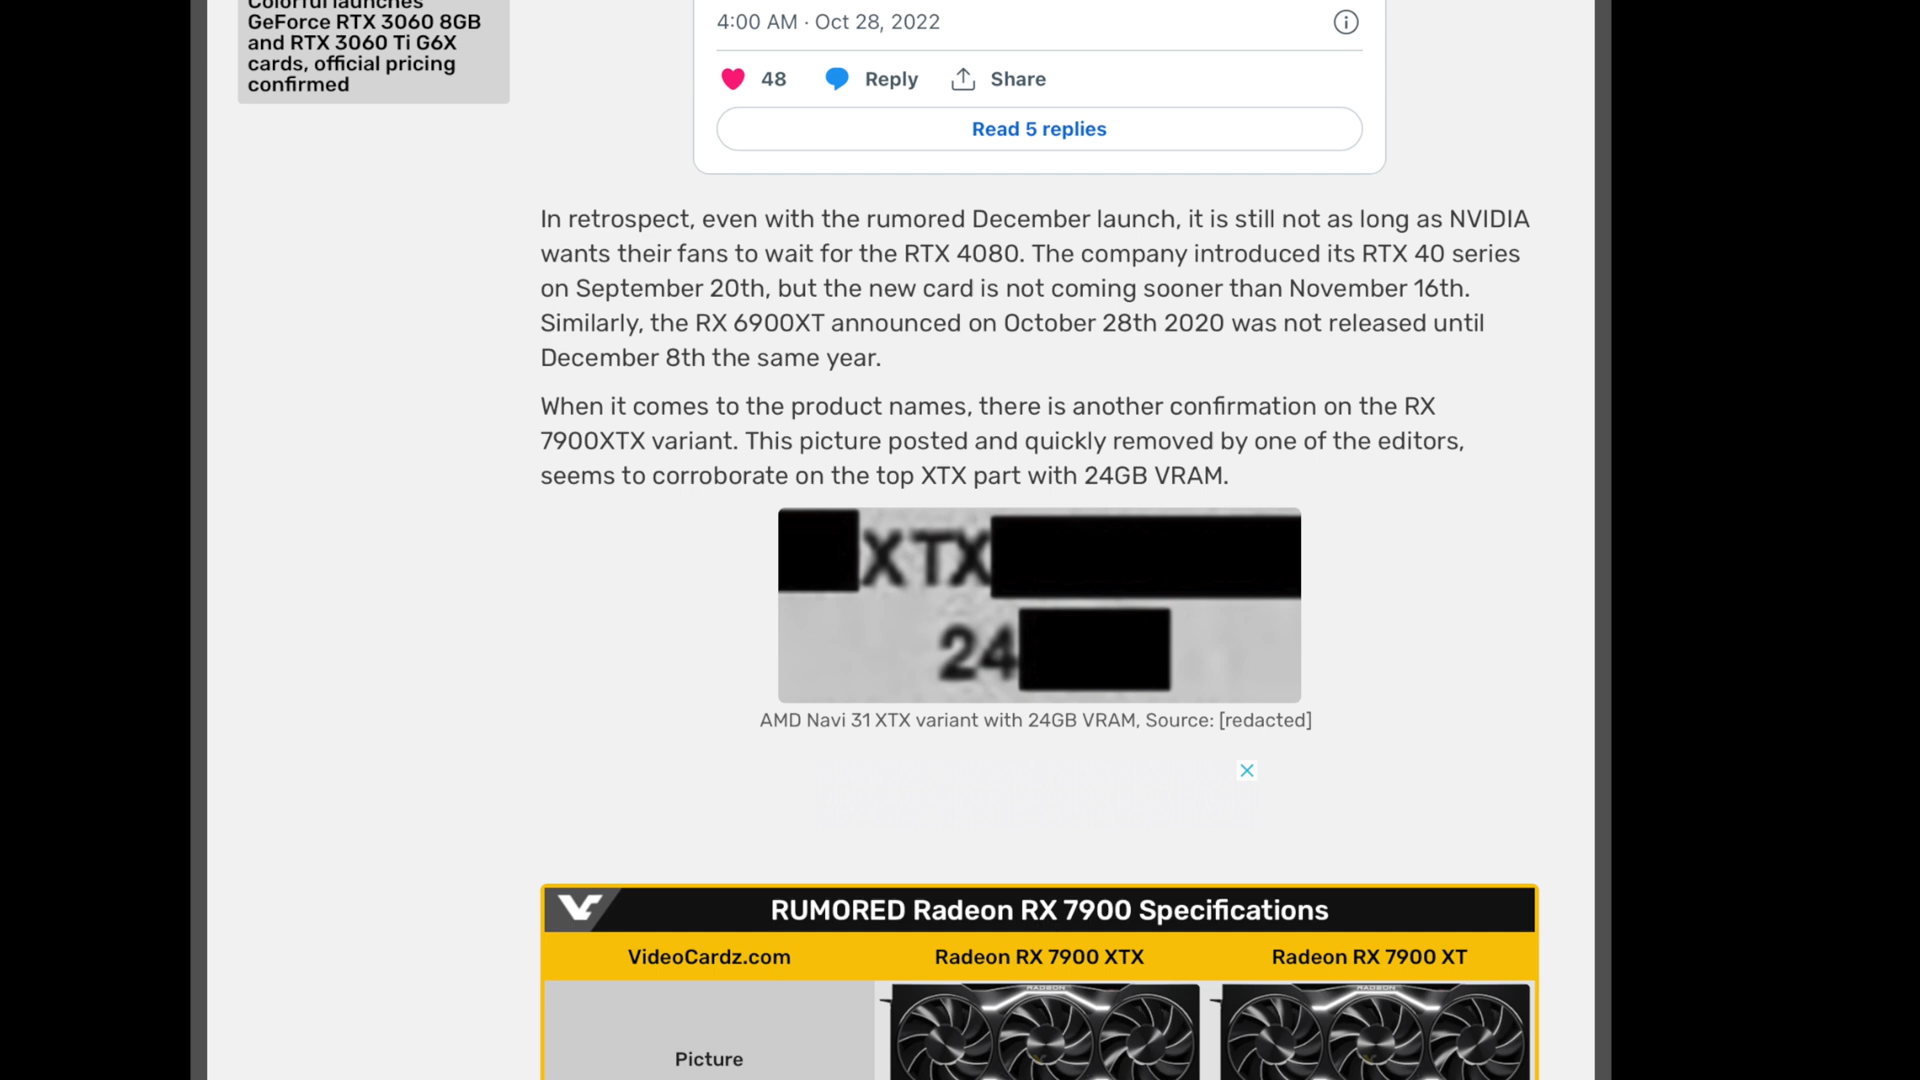 Colorful launches
GeForce RTX 3060 8GB
and RTX 3060 Ti G6X
cards, official pricing
confirmed
4:00 AM · Oct 28, 2022
48 Reply Share
Read 5 replies
In retrospect, even with the rumored December launch, it is still not as long as NVIDIA
wants their fans to wait for the RTX 4080. The company introduced its RTX 40 series
on September 20th, but the new card is not coming sooner than November 16th.
Similarly, the RX 6900XT announced on October 28th 2020 was not released until
December 8th the same year.
When it comes to the product names, there is another confirmation on the RX
7900XTX variant. This picture posted and quickly removed by one of the editors,
seems to corroborate on the top XTX part with 24GB VRAM.
XTX
24
AMD Navi 31 XTX variant with 24GB VRAM, Source: [redacted]
RUMORED Radeon RX 7900 Specifications
VideoCardz.com Radeon RX 7900 XTX Radeon RX 7900 XT
RADEON RADEON
Picture